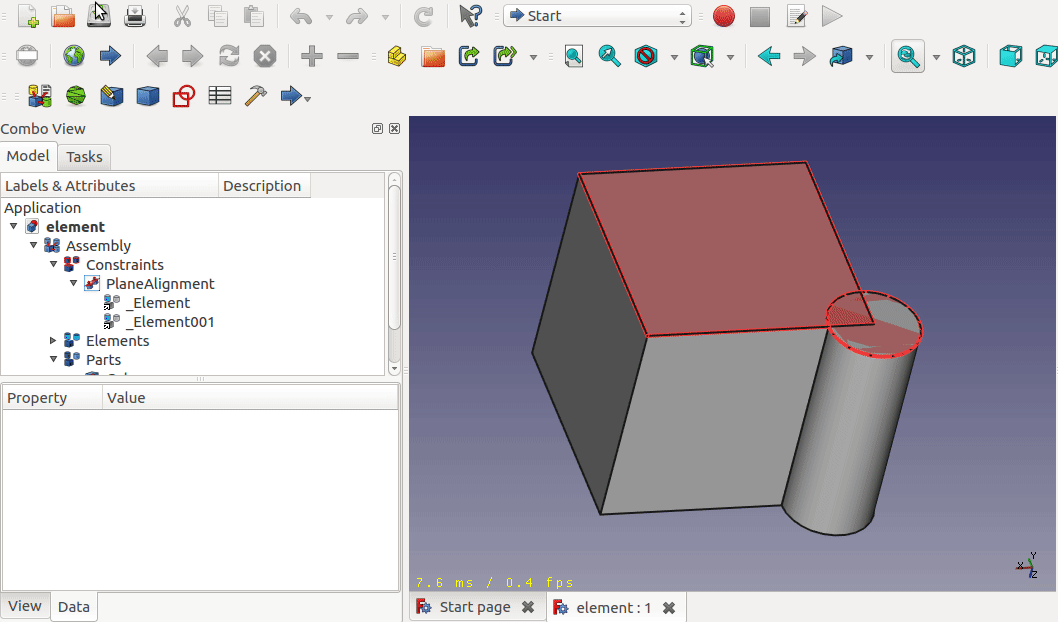 Start
Combo View
Model
Tasks
Labels & Attributes
Description
Application
element
Assembly
Constraints
PlaneAlignment
_Element
_Element001
Elements
Parts
Property
Value
View
Data
7.6 ms / 0.4 fps
Y
X
Z
Start page
element : 1